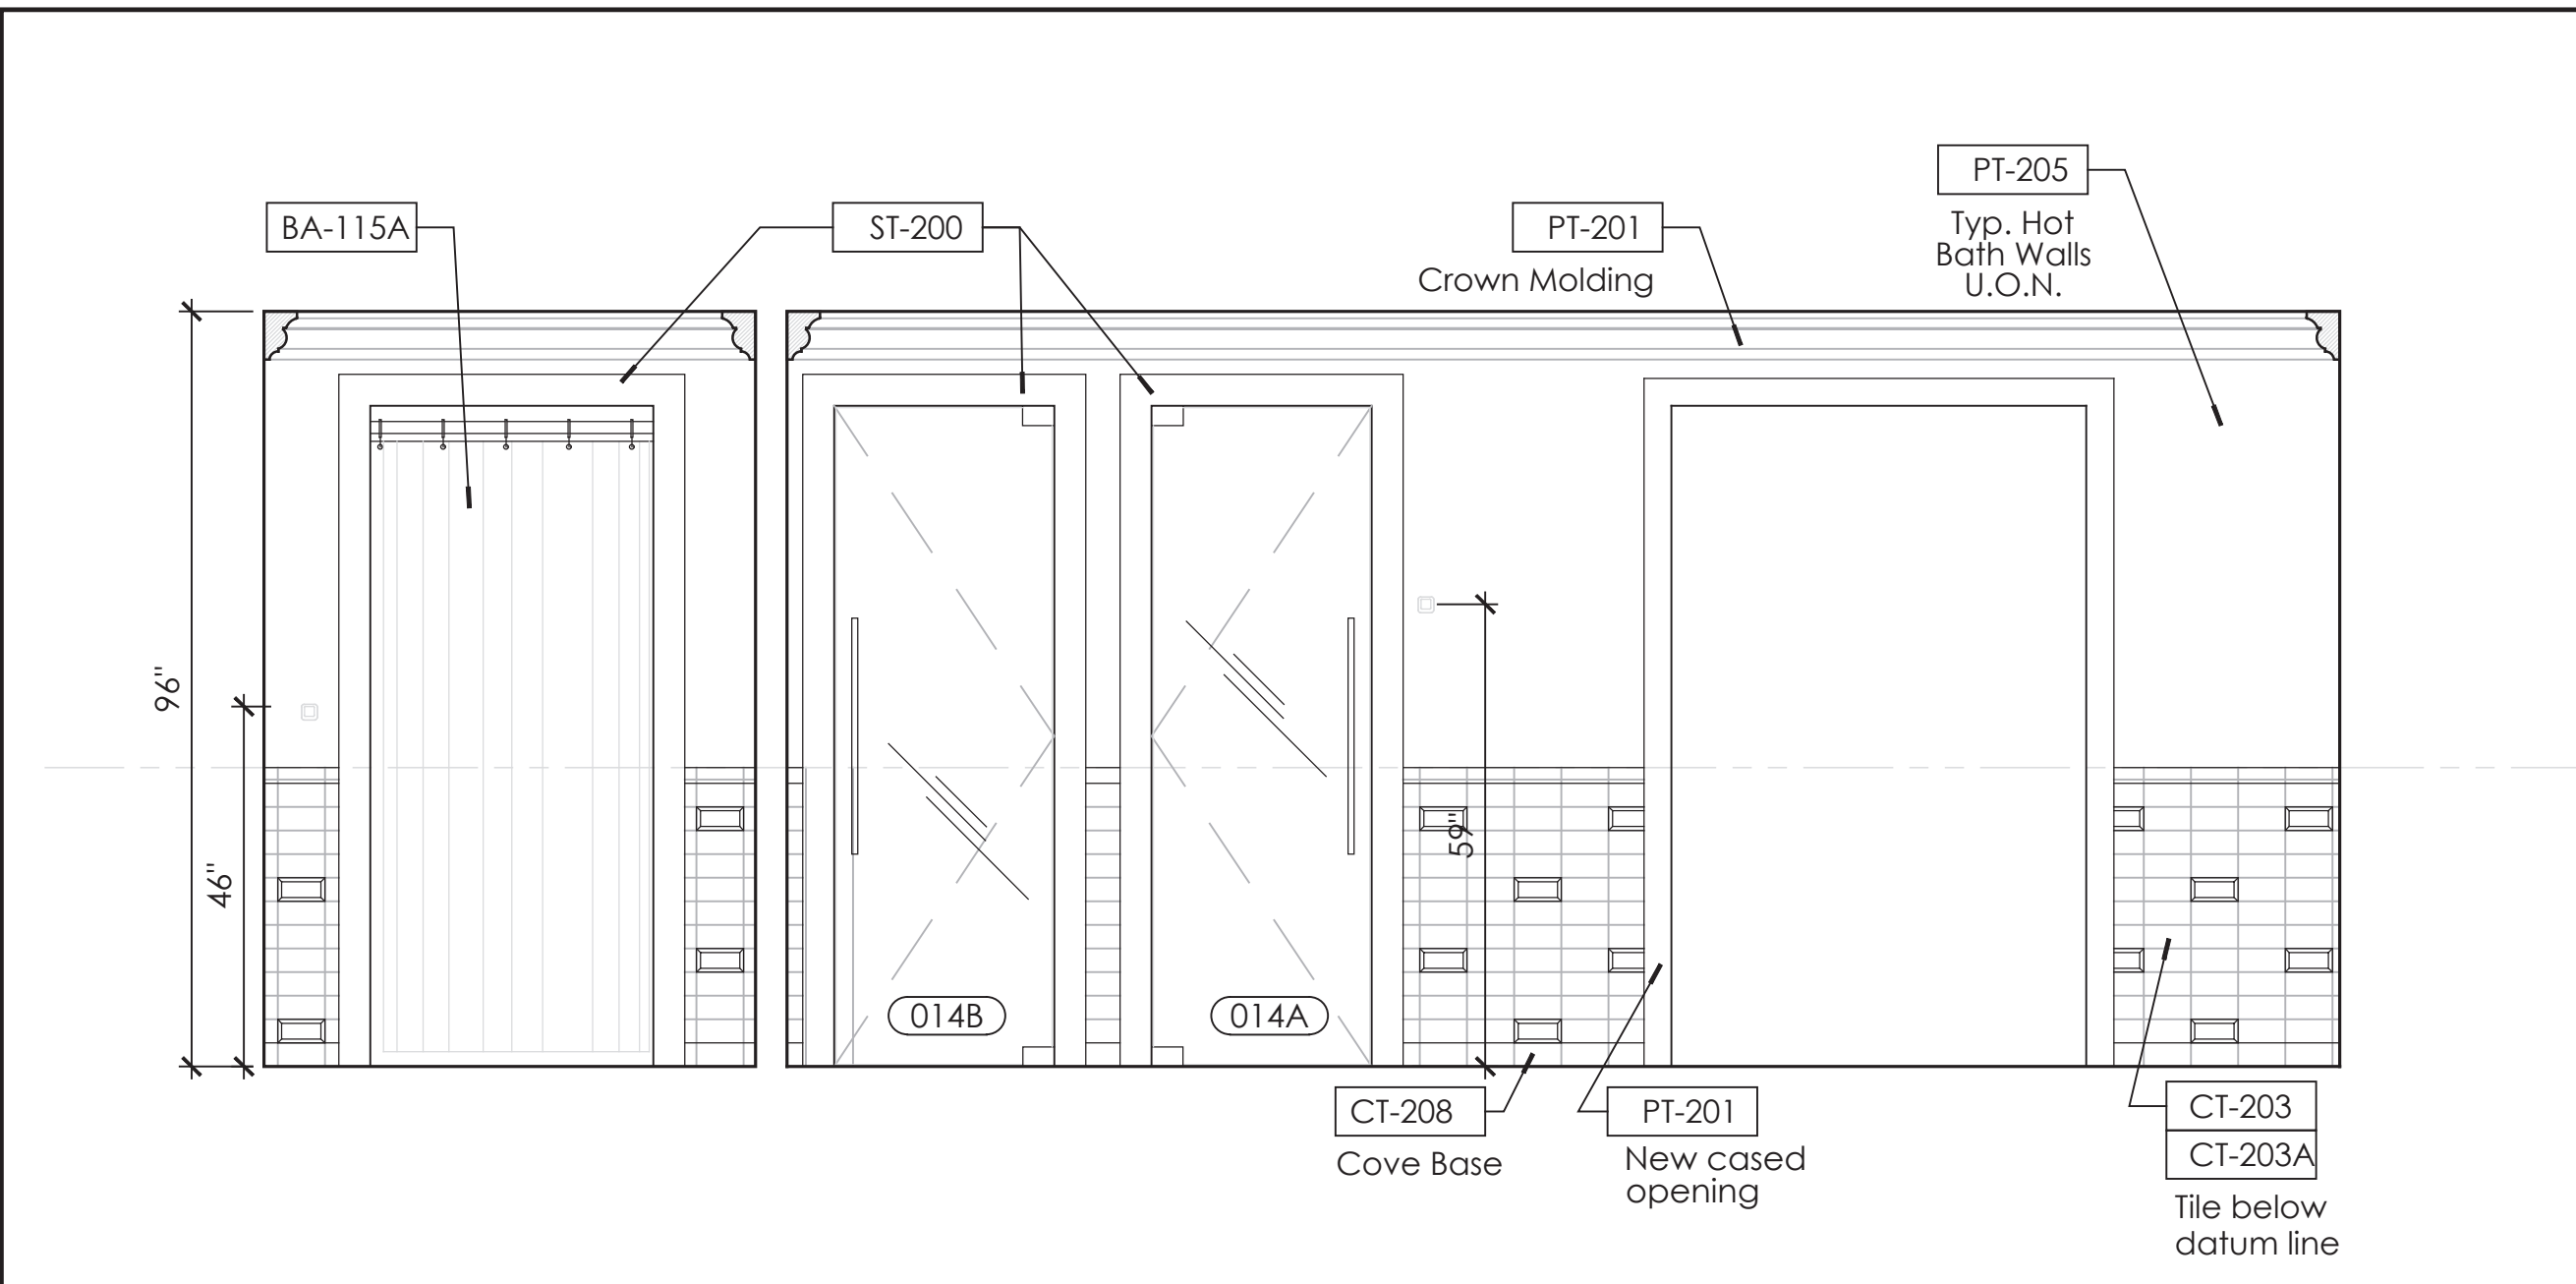 PT-205
Typ. Hot
Bath Walls
U.O.N.
BA-115A
ST-200
PT-201
Crown Molding
96"
46"
59"
014B
014A
CT-208
Cove Base
PT-201
New cased
opening
CT-203
CT-203A
Tile below
datum line